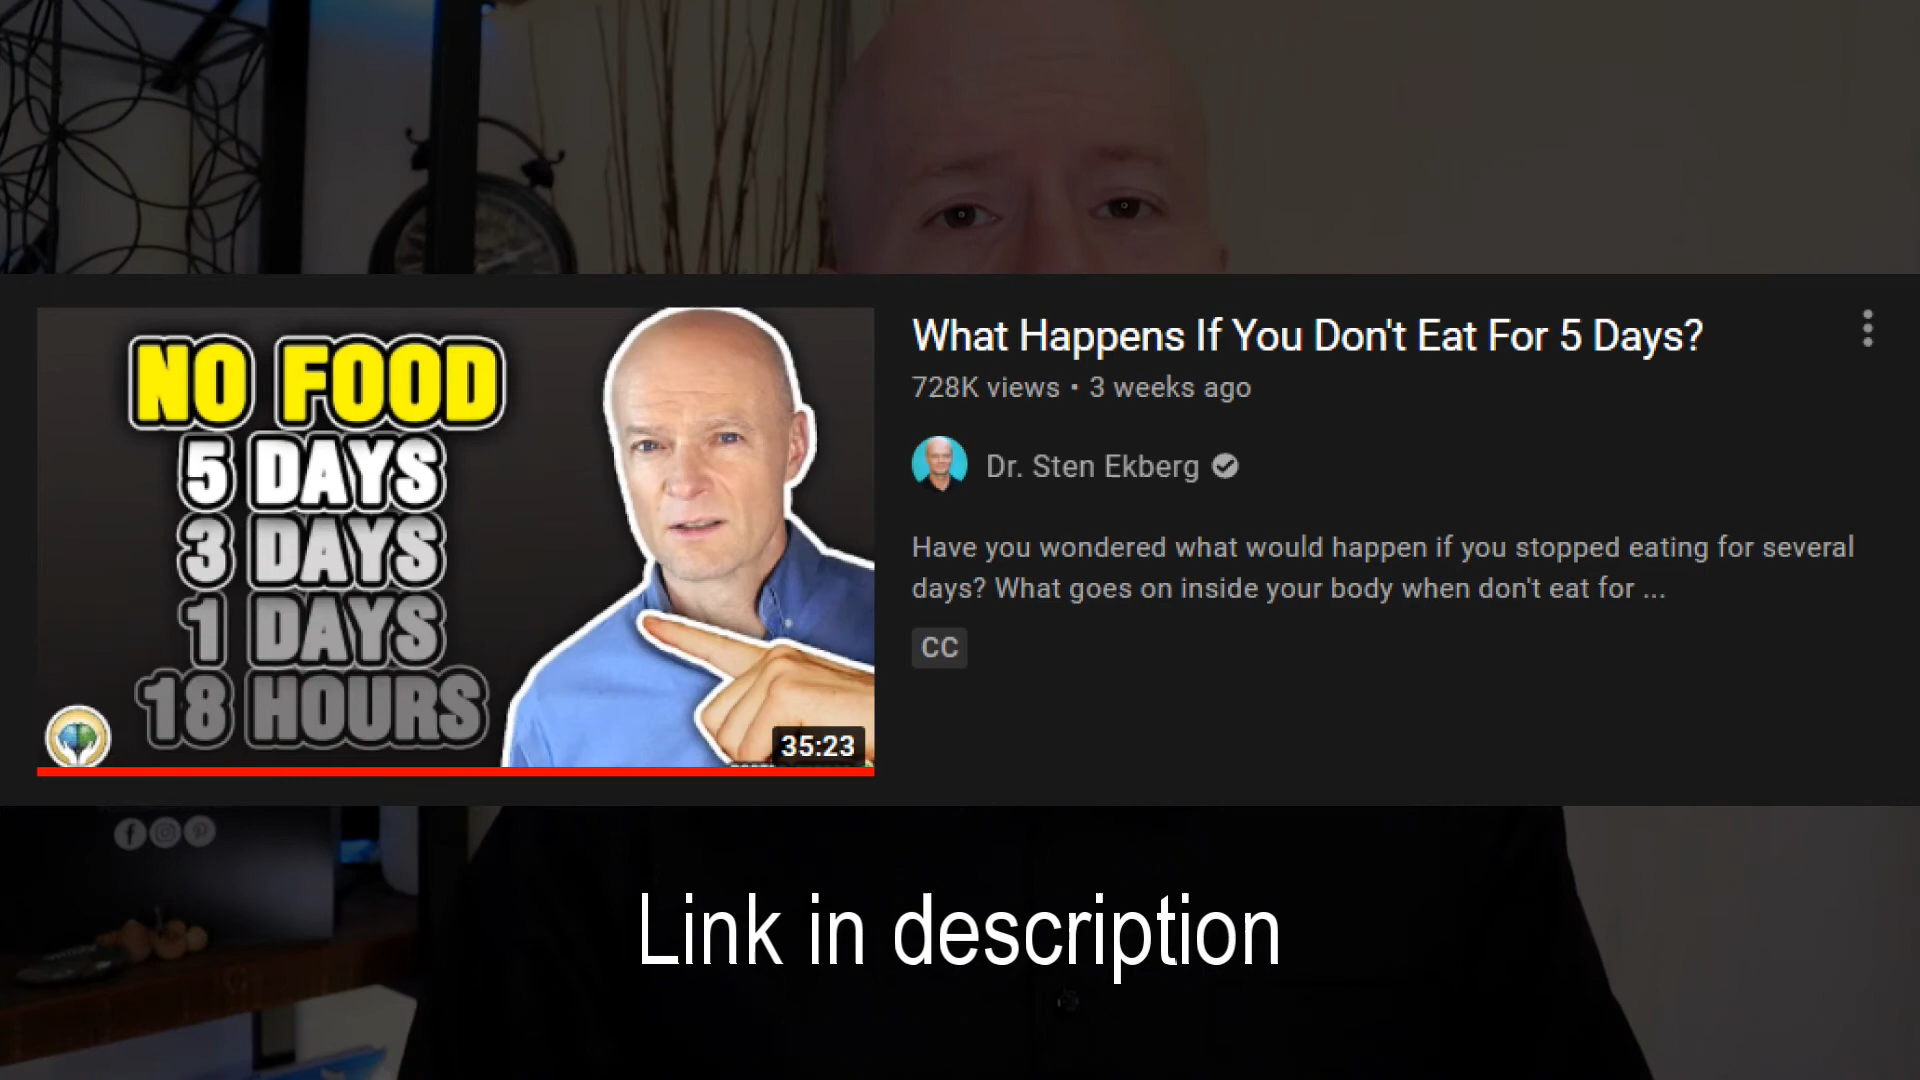 NO FOOD
5 DAYS
3 DAYS
1 DAYS
18 HOURS
35:23
What Happens If You Don't Eat For 5 Days?
728K views • 3 weeks ago
Dr. Sten Ekberg
Have you wondered what would happen if you stopped eating for several
days? What goes on inside your body when don't eat for ...
CC
Link in description